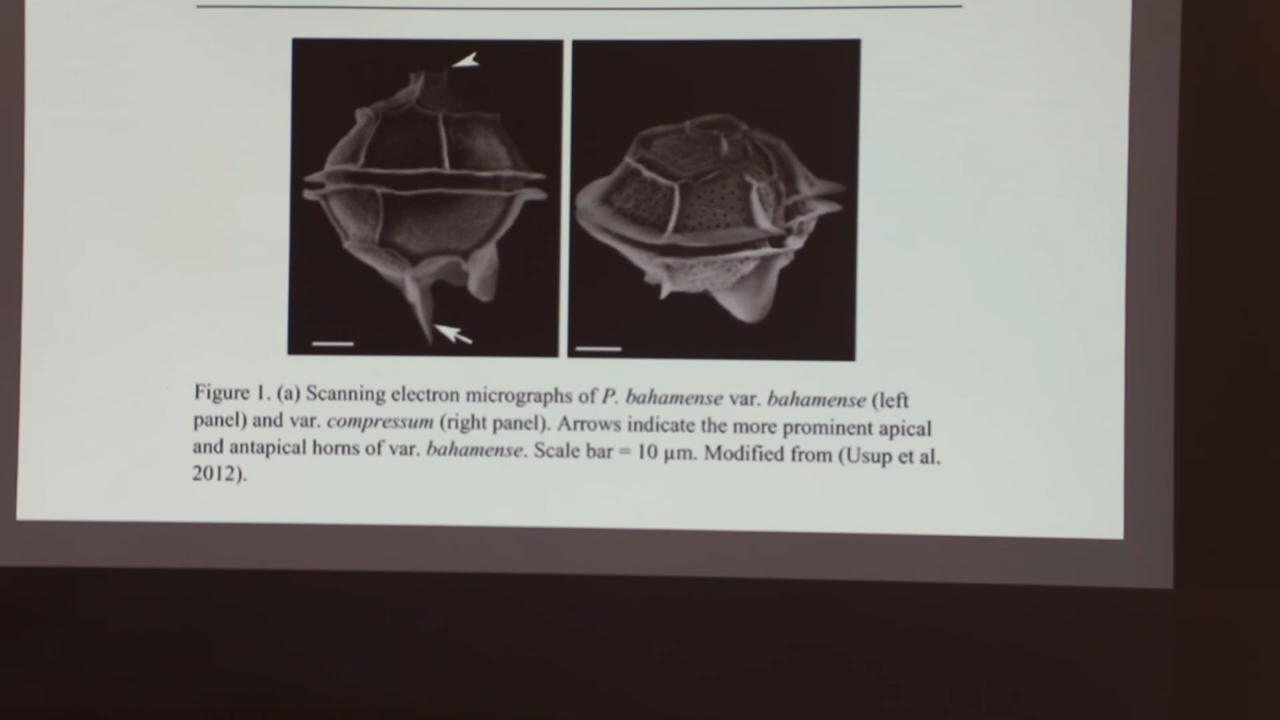 Figure 1. (a) Scanning electron micrographs of P. bahamense var. bahamense (left
panel) and var. compressum (right panel). Arrows indicate the more prominent apical
and antapical horns of var. bahamense. Scale bar = 10 μm. Modified from (Usup et al.
2012).